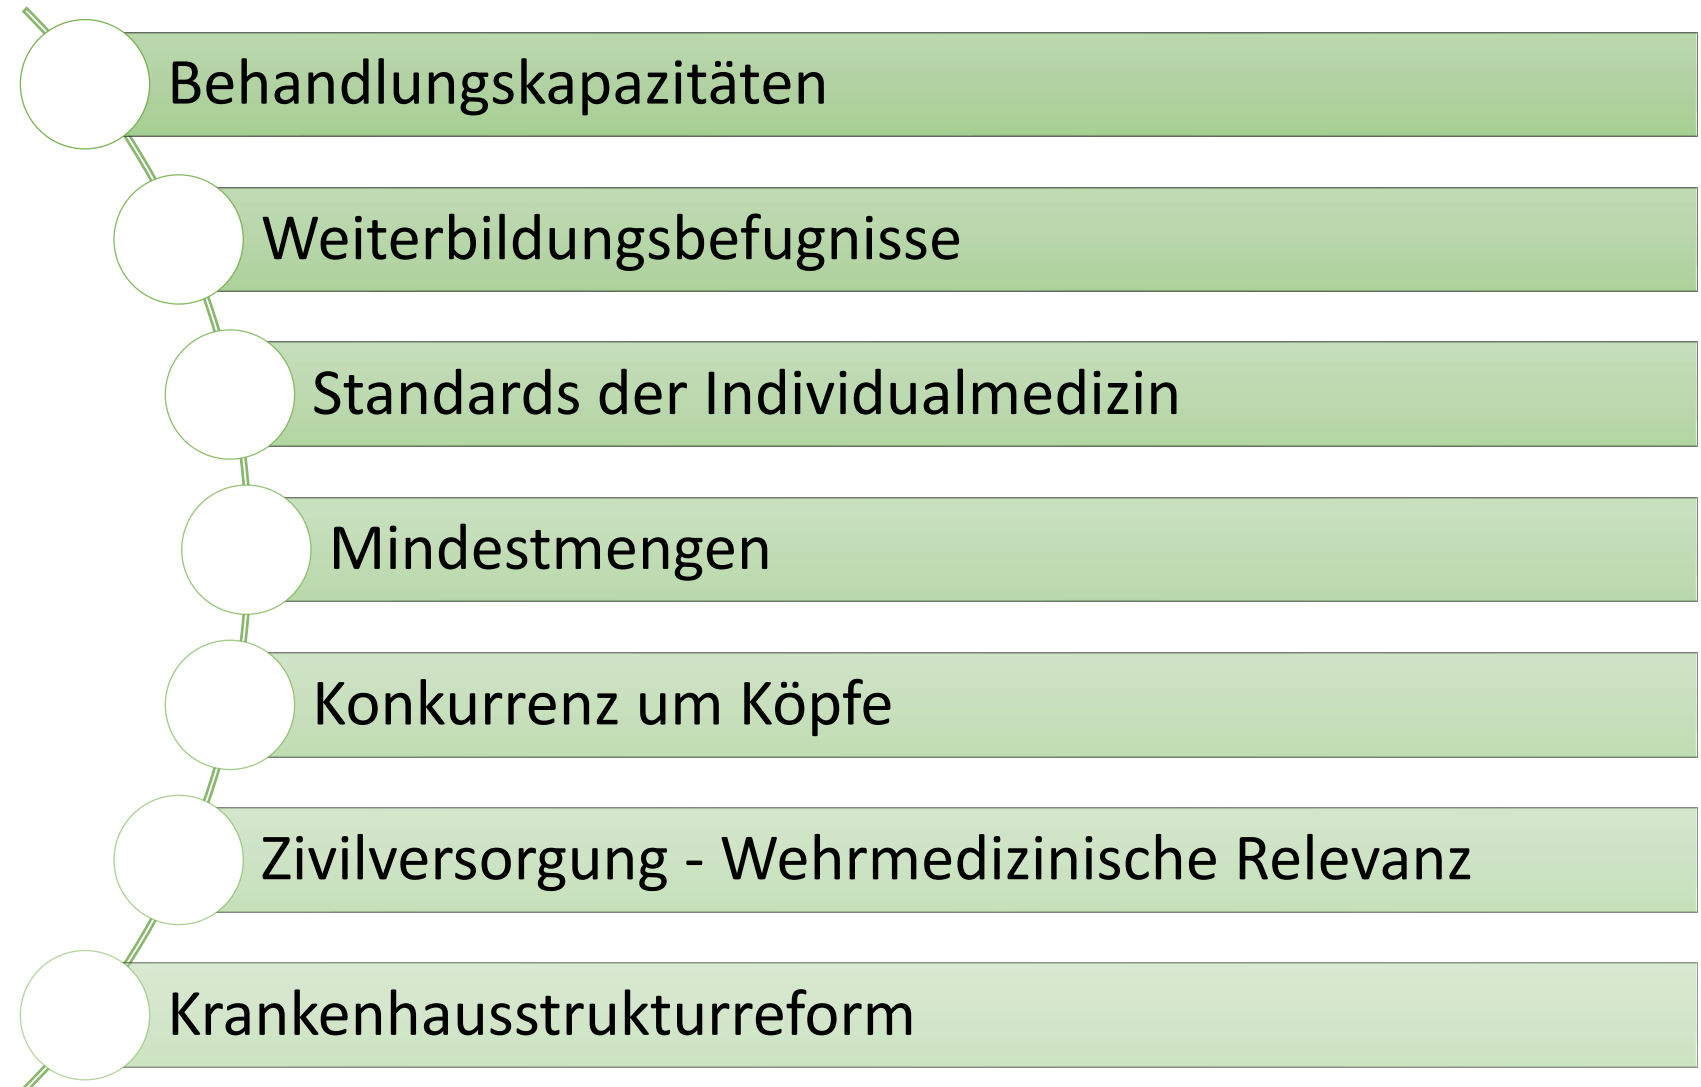 Behandlungskapazitäten
Weiterbildungsbefugnisse
Standards der Individualmedizin
Mindestmengen
Konkurrenz um Köpfe
Zivilversorgung - Wehrmedizinische Relevanz
Krankenhausstrukturreform